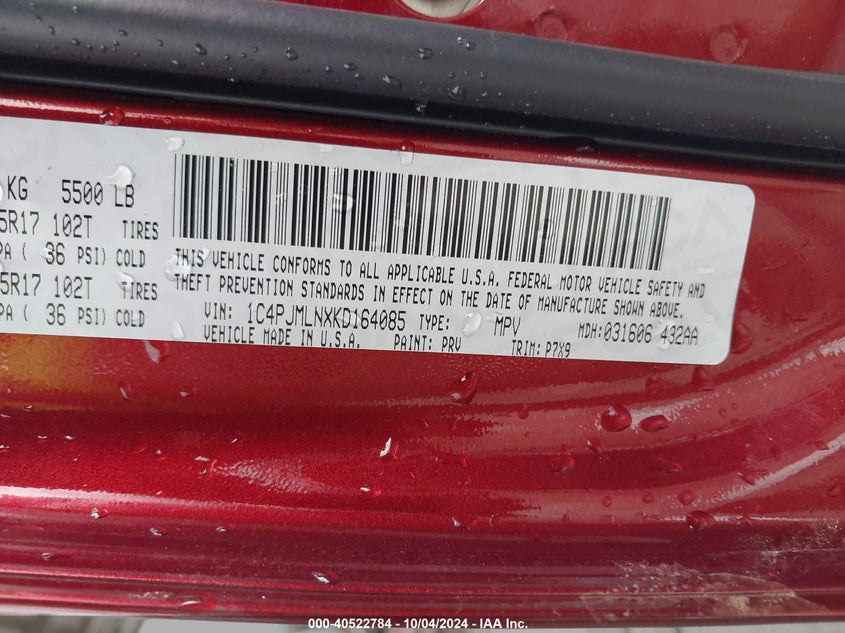 KG 5500 LB
5R17 102T TIRES
PA ( 36 PSI) COLD
5R17 102T TIRES
PA ( 36 PSI) COLD
THIS VEHICLE CONFORMS TO ALL APPLICABLE U.S.A. FEDERAL MOTOR VEHICLE SAFETY AND
THEFT PREVENTION STANDARDS IN EFFECT ON THE DATE OF MANUFACTURE SHOWN ABOVE.
VIN: 1C4PJMLNXKD164085 TYPE: MPV MDH:031606 432AA
VEHICLE MADE IN U.S.A. PAINT: PRV TRIM: P7X9
000-40522784 - 10/04/2024 - IAA Inc.